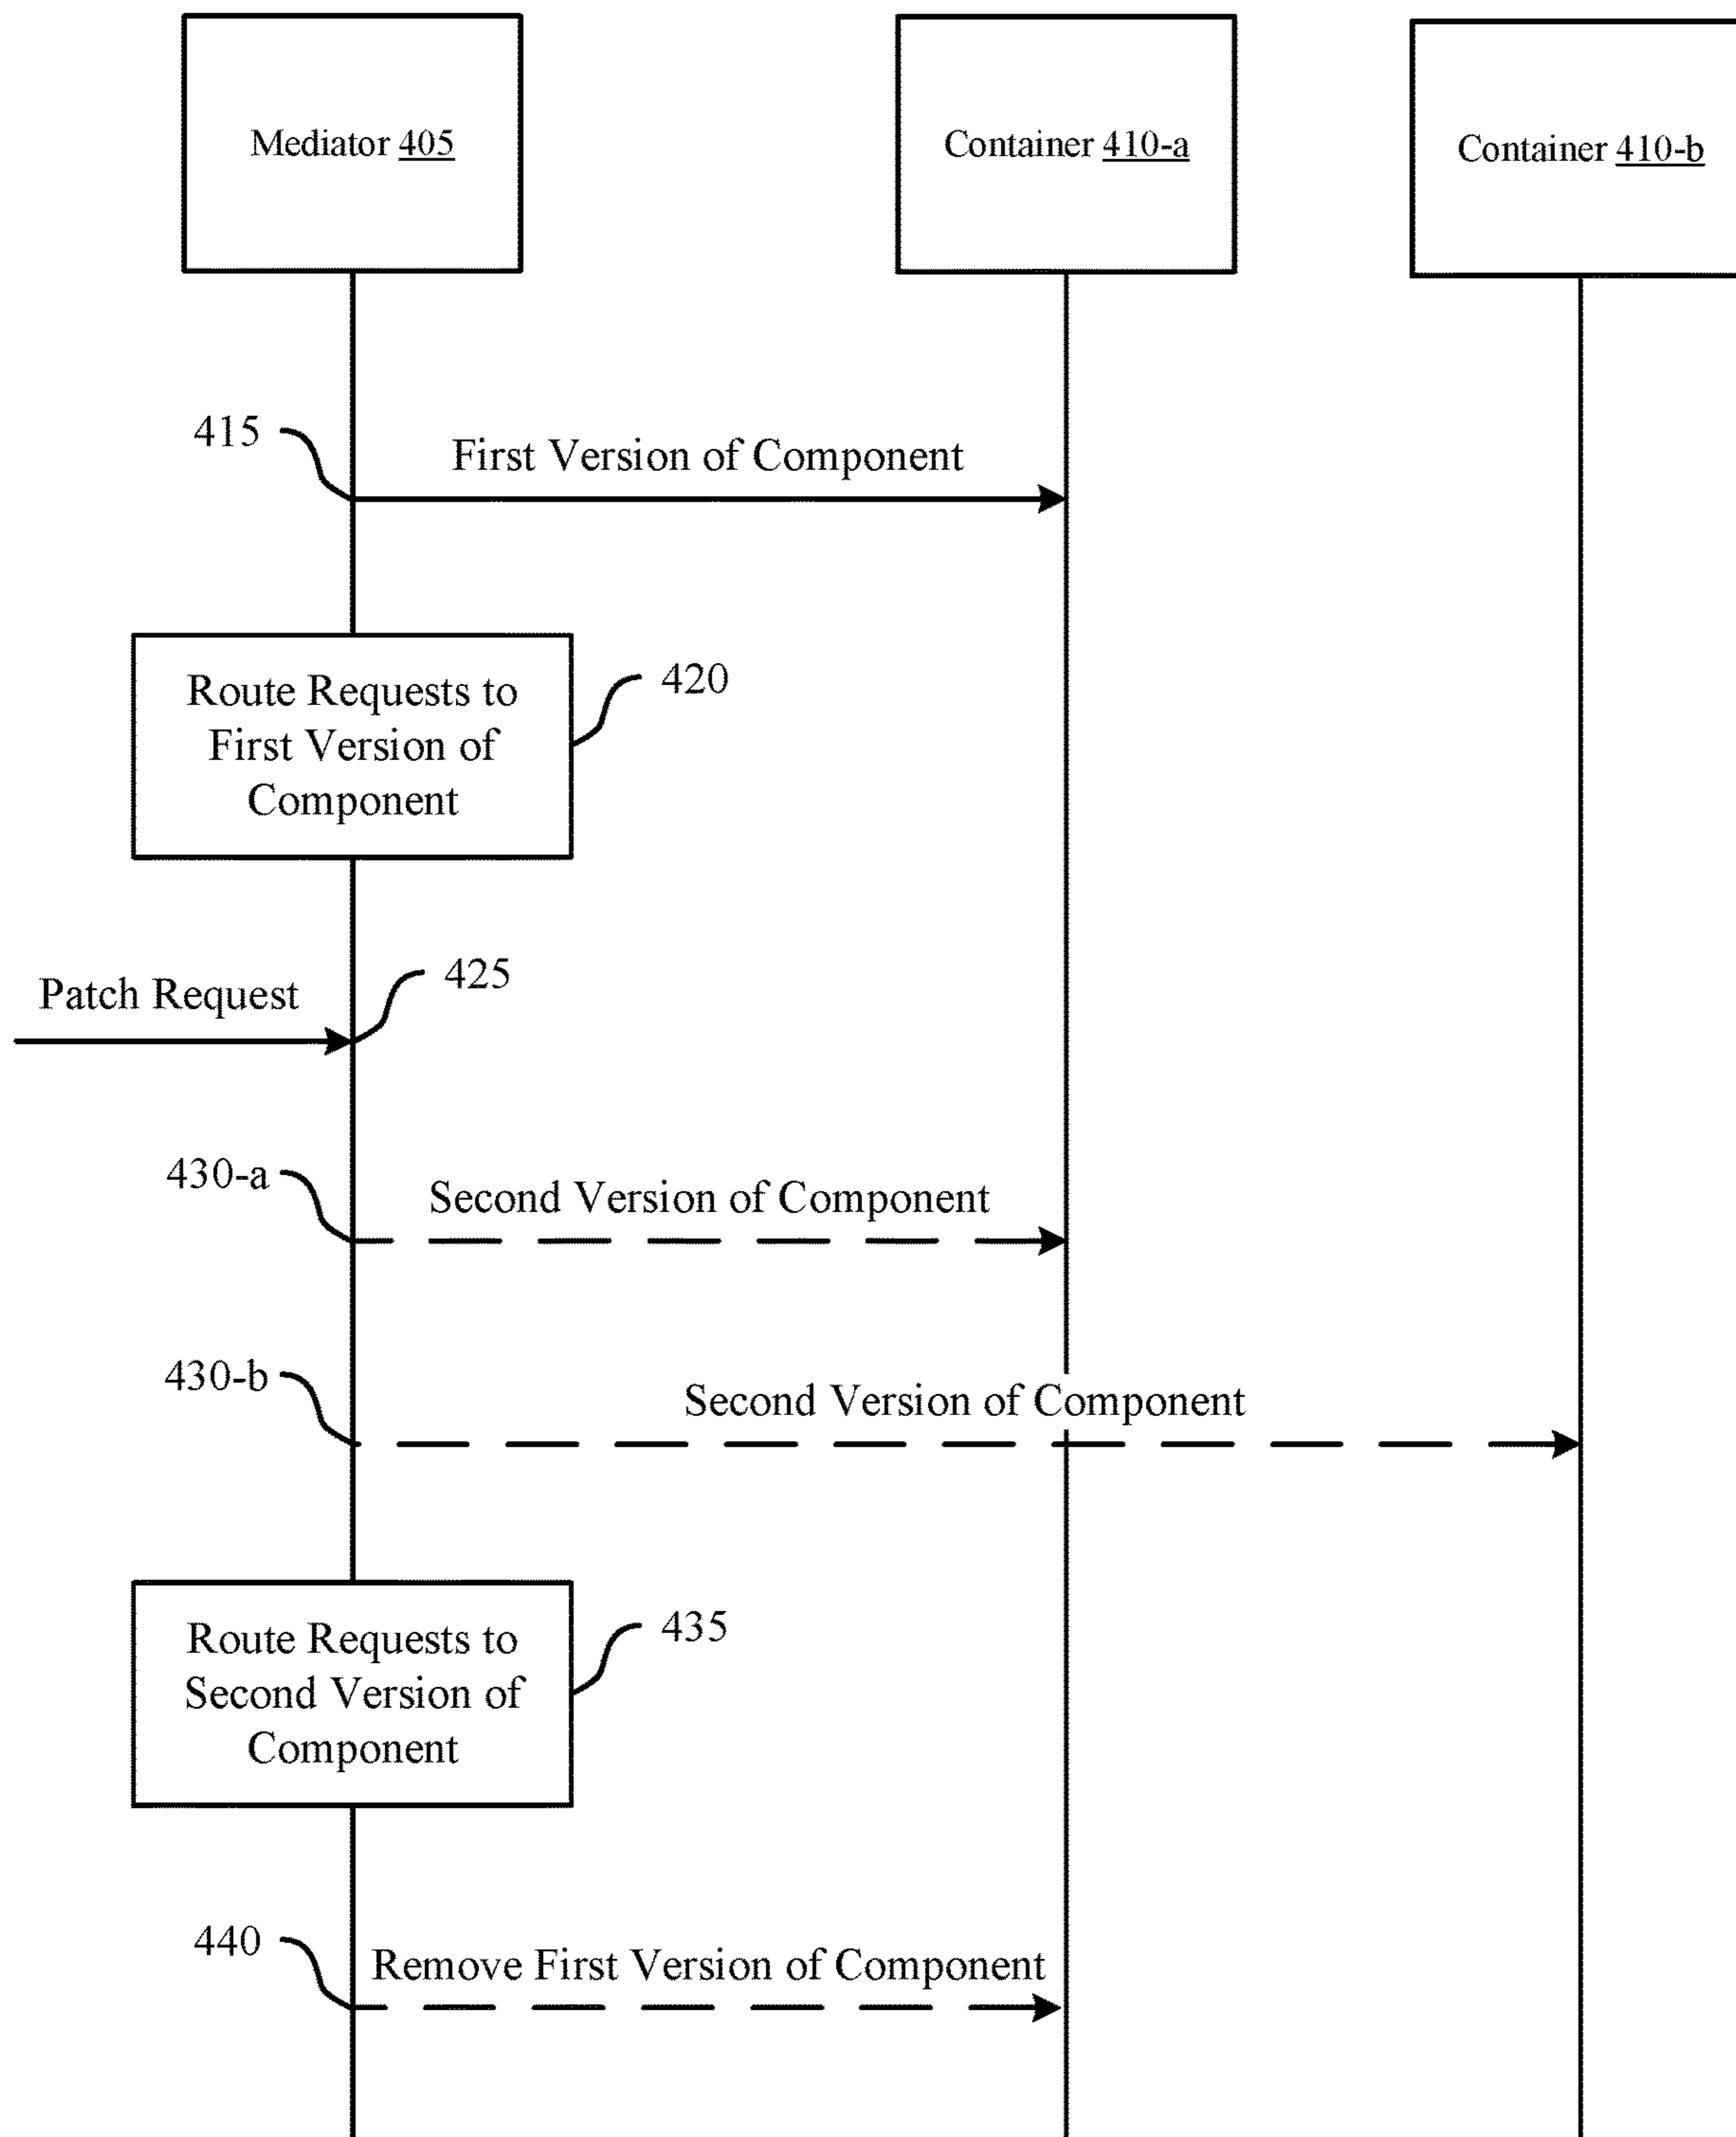 Mediator 405
Container 410-a
Container 410-b
415
First Version of Component
Route Requests to
First Version of
Component
420
Patch Request
425
430-a
Second Version of Component
430-b
Second Version of Component
Route Requests to
Second Version of
Component
435
440
Remove First Version of Component